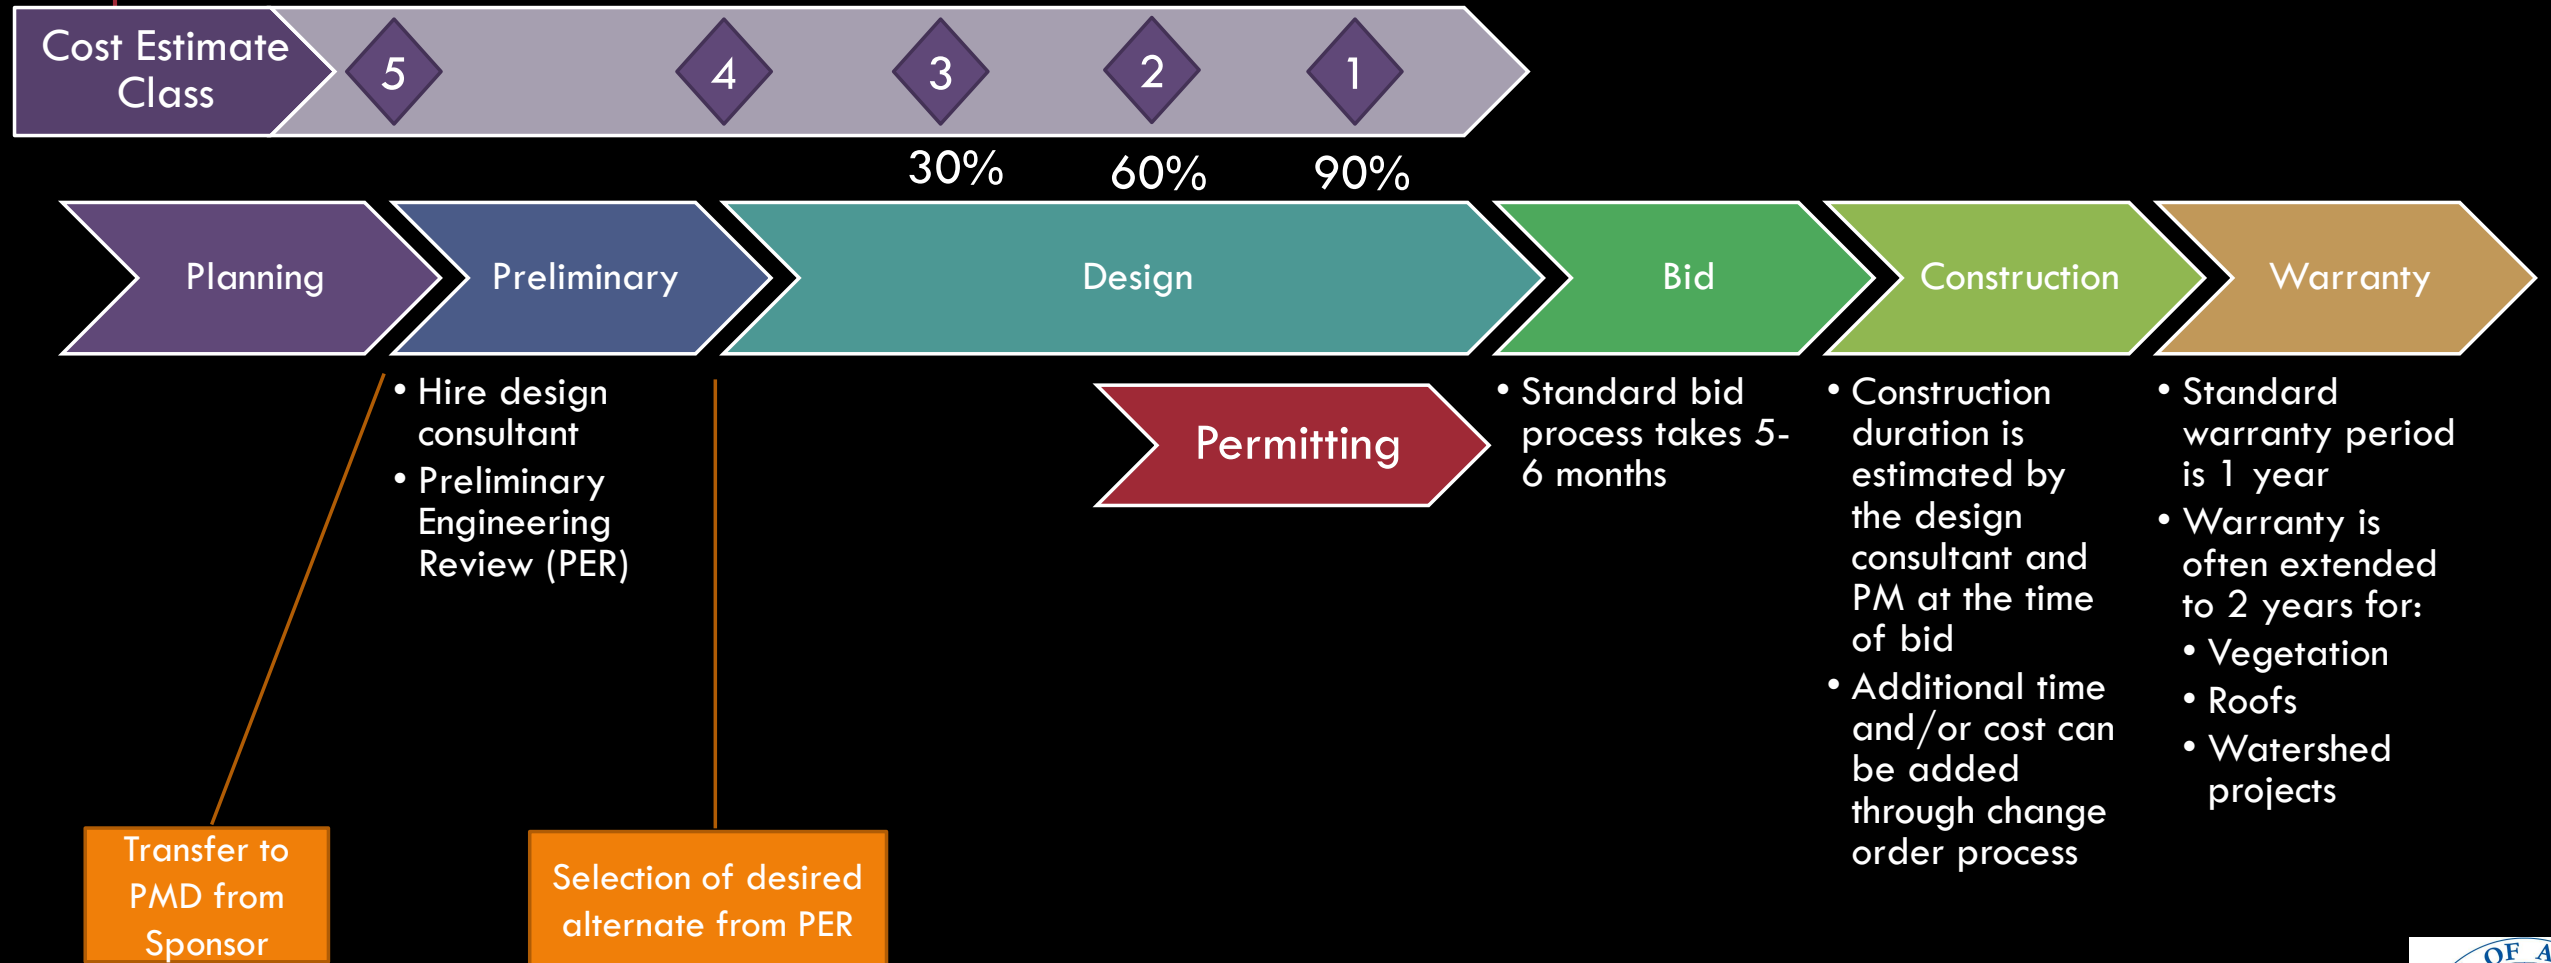 Cost Estimate
Class
5
4
3
2
1
30%
60%
90%
Planning
Preliminary
Design
Bid
Construction
Warranty
• Hire design
consultant
• Preliminary
Engineering
Review (PER)
Permitting
• Standard bid
process takes 5-
6 months
• Construction
duration is
estimated by
the design
consultant and
PM at the time
of bid
• Additional time
and/or cost can
be added
through change
order process
• Standard
warranty period
is 1 year
• Warranty is
often extended
to 2 years for:
• Vegetation
• Roofs
• Watershed
projects
Transfer to
PMD from
Sponsor
Selection of desired
alternate from PER
OF A